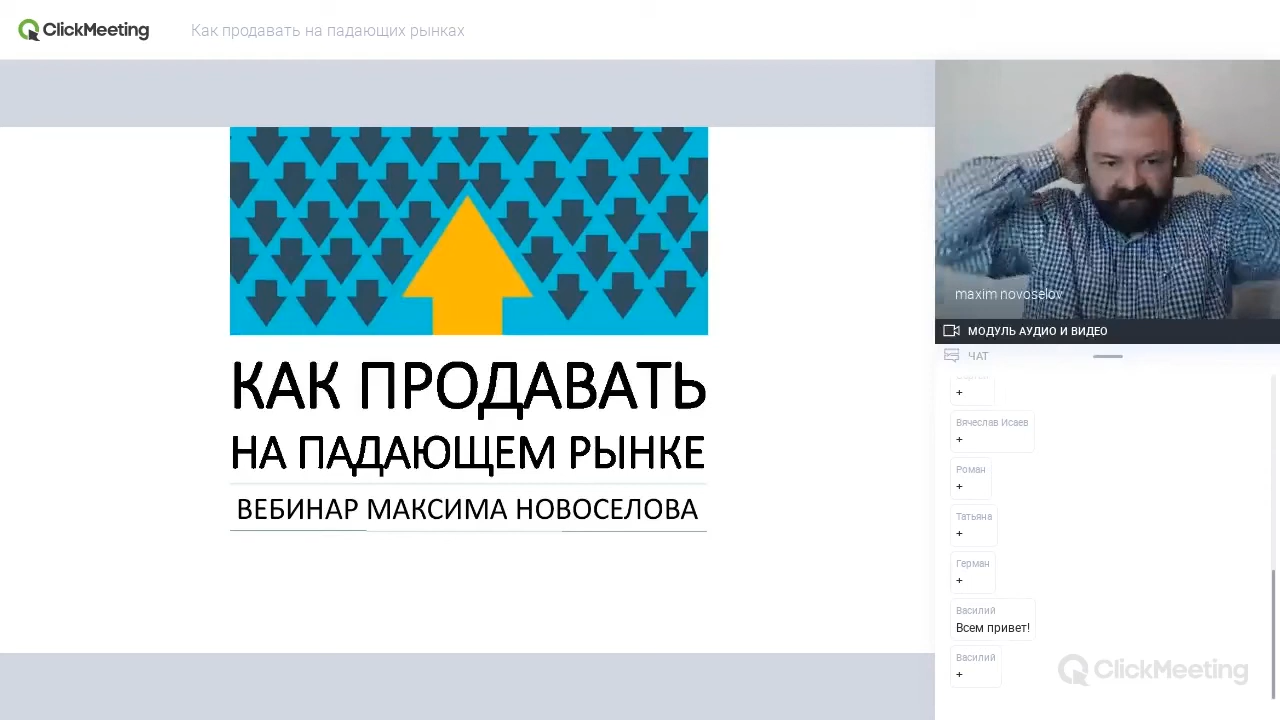 ClickMeeting
Как продавать на падающих рынках
КАК ПРОДАВАТЬ
НА ПАДАЮЩЕМ РЫНКЕ
ВЕБИНАР МАКСИМА НОВОСЕЛОВА
maxim novoselov
МОДУЛЬ АУДИО И ВИДЕО
ЧАТ
+
Вячеслав Исаев
+
Роман
+
Татьяна
+
Герман
+
Василий
Всем привет!
Василий
+
ClickMeeting